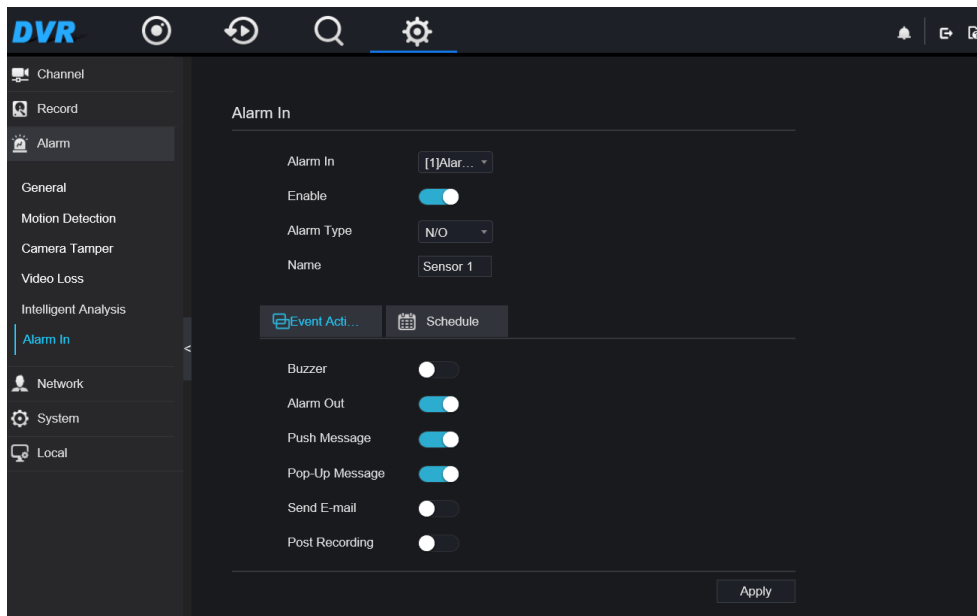 DVR
Channel
Record
Alarm
General
Motion Detection
Camera Tamper
Video Loss
Intelligent Analysis
Alarm In
<
Network
System
Local
Alarm In
Alarm In [1]Alar...
Enable
Alarm Type N/O
Name Sensor 1
Event Acti... Schedule
Buzzer
Alarm Out
Push Message
Pop-Up Message
Send E-mail
Post Recording
Apply